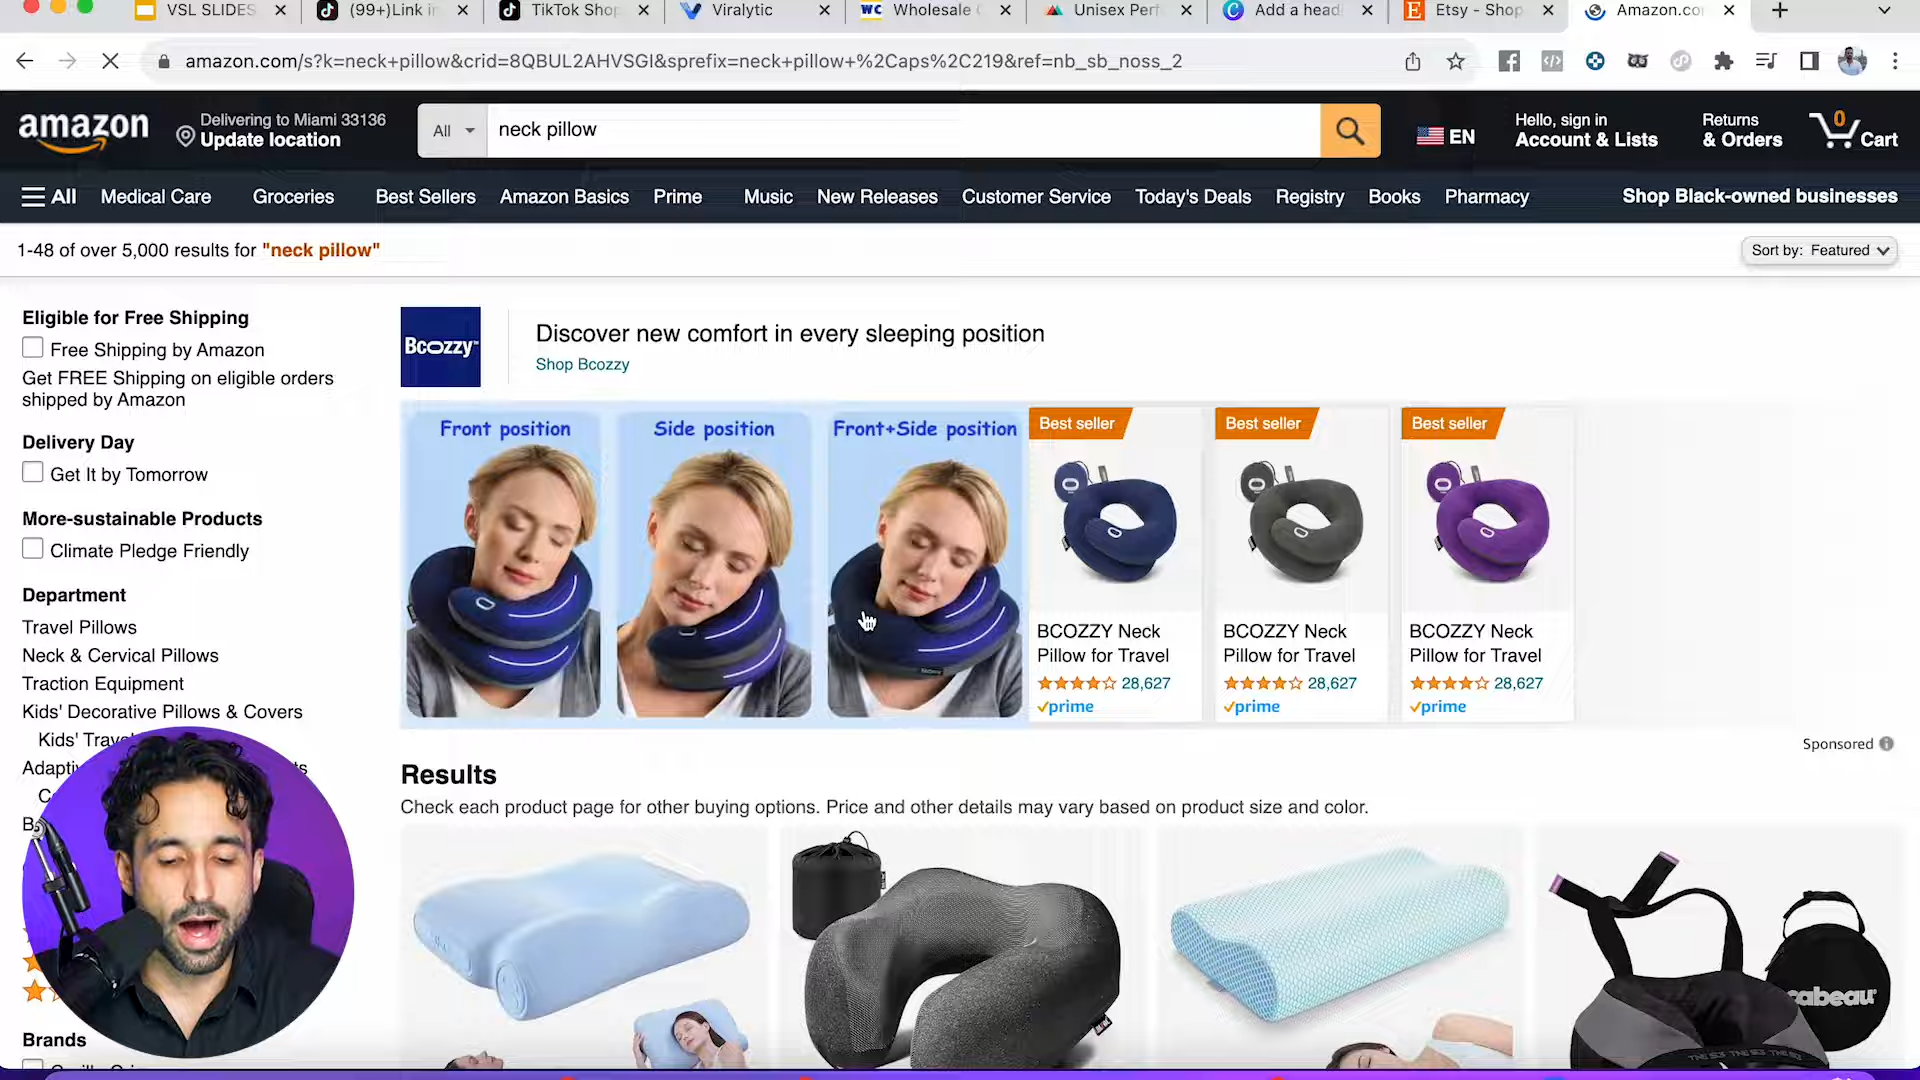 VSL SLIDES
(99+)Link i
TikTok Shop
Viralytic
WC Wholesale
Unisex Perf
Add a head
Etsy - Shop
Amazon.co
amazon.com/s?k=neck+pillow&crid=8QBUL2AHVSGI&sprefix=neck+pillow+%2Caps%2C219&ref=nb_sb_noss_2
amazon
Delivering to Miami 33136
Update location
All
neck pillow
EN
Hello, sign in
Account & Lists
Returns
& Orders
0
Cart
All
Medical Care
Groceries
Best Sellers
Amazon Basics
Prime
Music
New Releases
Customer Service
Today's Deals
Registry
Books
Pharmacy
Shop Black-owned businesses
1-48 of over 5,000 results for "neck pillow"
Sort by: Featured
Eligible for Free Shipping
Free Shipping by Amazon
Get FREE Shipping on eligible orders
shipped by Amazon
Delivery Day
Get It by Tomorrow
More-sustainable Products
Climate Pledge Friendly
Department
Travel Pillows
Neck & Cervical Pillows
Traction Equipment
Kids' Decorative Pillows & Covers
Kids'
Brands
Bcozzy
Discover new comfort in every sleeping position
Shop Bcozzy
Front position
Side position
Front+Side position
Best seller
BCOZZY Neck
Pillow for Travel
28,627
prime
Best seller
BCOZZY Neck
Pillow for Travel
28,627
prime
Best seller
BCOZZY Neck
Pillow for Travel
28,627
prime
Sponsored
Results
Check each product page for other buying options. Price and other details may vary based on product size and color.
cabeau